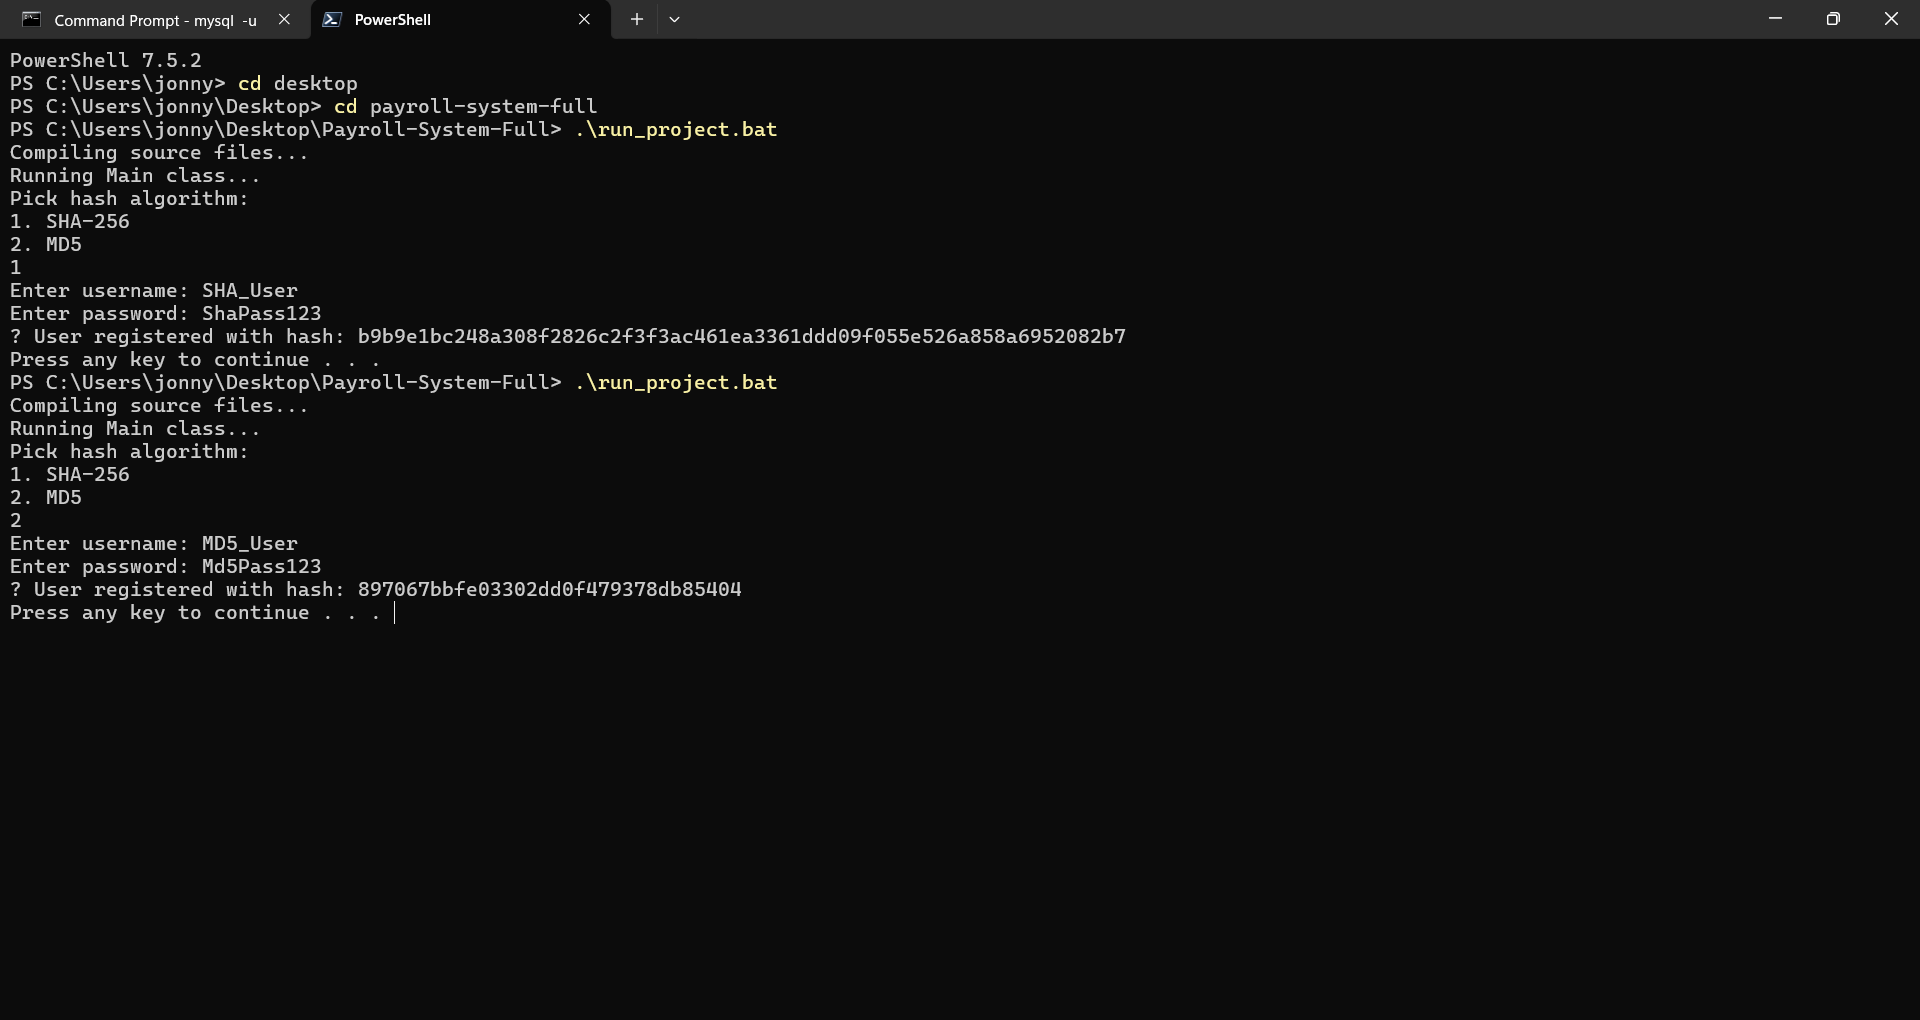 Command Prompt - mysql -u
PowerShell
PowerShell 7.5.2
PS C:\Users\jonny> cd desktop
PS C:\Users\jonny\Desktop> cd payroll-system-full
PS C:\Users\jonny\Desktop\Payroll-System-Full> .\run_project.bat
Compiling source files...
Running Main class...
Pick hash algorithm:
1. SHA-256
2. MD5
1
Enter username: SHA_User
Enter password: ShaPass123
? User registered with hash: b9b9e1bc248a308f2826c2f3f3ac461ea3361ddd09f055e526a858a6952082b7
Press any key to continue . . .
PS C:\Users\jonny\Desktop\Payroll-System-Full> .\run_project.bat
Compiling source files...
Running Main class...
Pick hash algorithm:
1. SHA-256
2. MD5
2
Enter username: MD5_User
Enter password: Md5Pass123
? User registered with hash: 897067bbfe03302dd0f479378db85404
Press any key to continue . . .